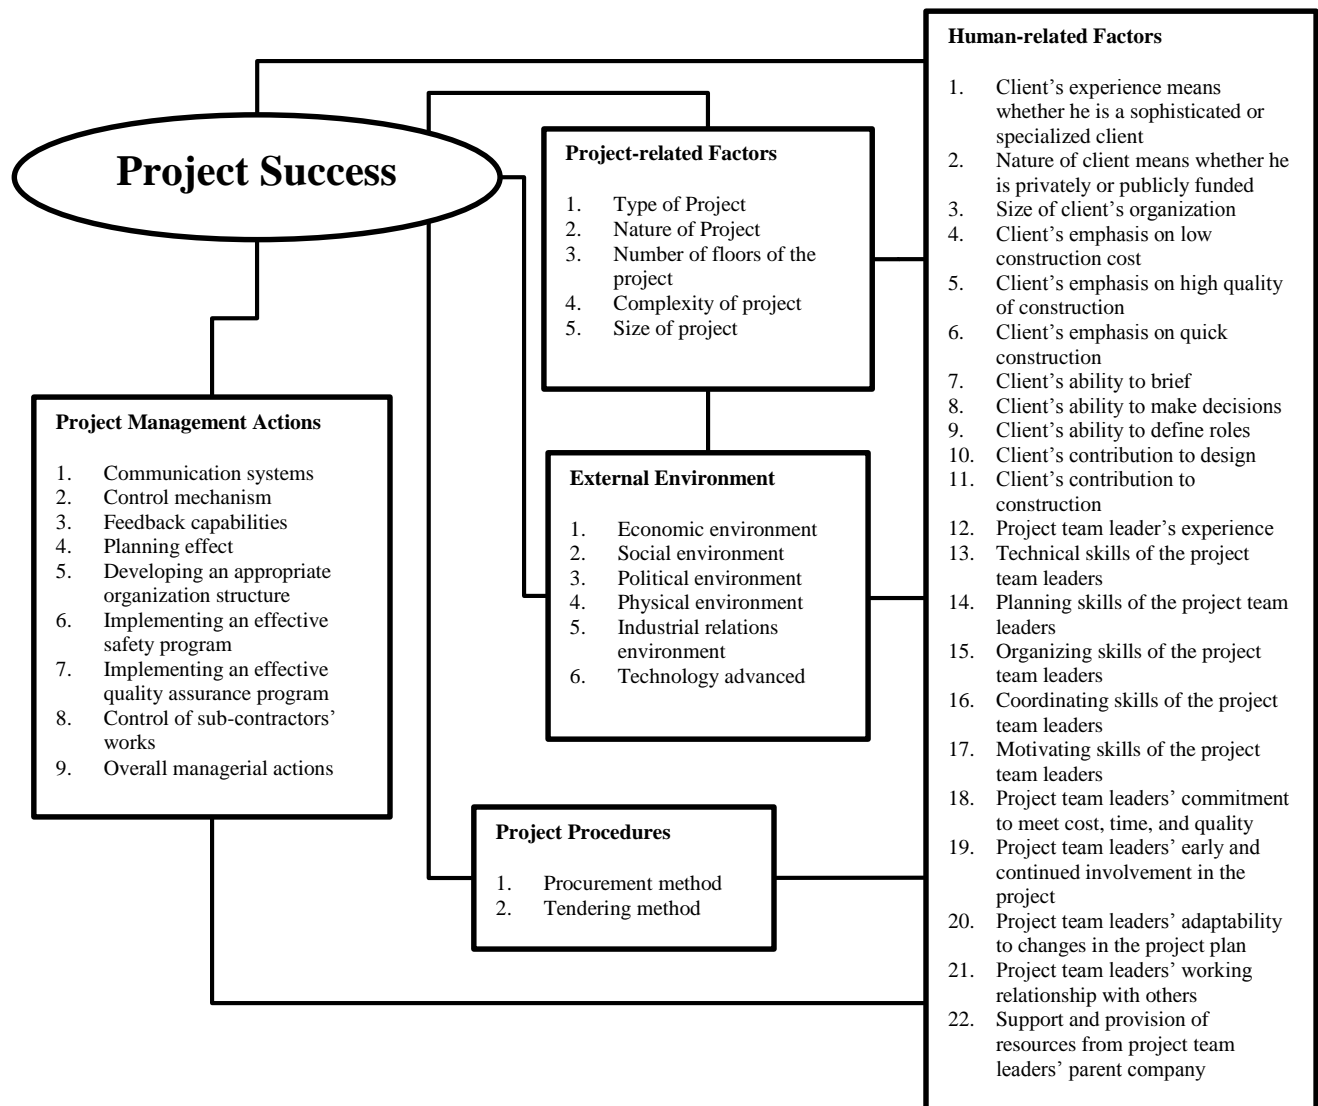 Project Success
Project Management Actions
1. Communication systems
2. Control mechanism
3. Feedback capabilities
4. Planning effect
5. Developing an appropriate
organization structure
6. Implementing an effective
safety program
7. Implementing an effective
quality assurance program
8. Control of sub-contractors’
works
9. Overall managerial actions
Project-related Factors
1. Type of Project
2. Nature of Project
3. Number of floors of the
project
4. Complexity of project
5. Size of project
External Environment
1. Economic environment
2. Social environment
3. Political environment
4. Physical environment
5. Industrial relations
environment
6. Technology advanced
Project Procedures
1. Procurement method
2. Tendering method
Human-related Factors
1. Client’s experience means
whether he is a sophisticated or
specialized client
2. Nature of client means whether he
is privately or publicly funded
3. Size of client’s organization
4. Client’s emphasis on low
construction cost
5. Client’s emphasis on high quality
of construction
6. Client’s emphasis on quick
construction
7. Client’s ability to brief
8. Client’s ability to make decisions
9. Client’s ability to define roles
10. Client’s contribution to design
11. Client’s contribution to
construction
12. Project team leader’s experience
13. Technical skills of the project
team leaders
14. Planning skills of the project team
leaders
15. Organizing skills of the project
team leaders
16. Coordinating skills of the project
team leaders
17. Motivating skills of the project
team leaders
18. Project team leaders’ commitment
to meet cost, time, and quality
19. Project team leaders’ early and
continued involvement in the
project
20. Project team leaders’ adaptability
to changes in the project plan
21. Project team leaders’ working
relationship with others
22. Support and provision of
resources from project team
leaders’ parent company